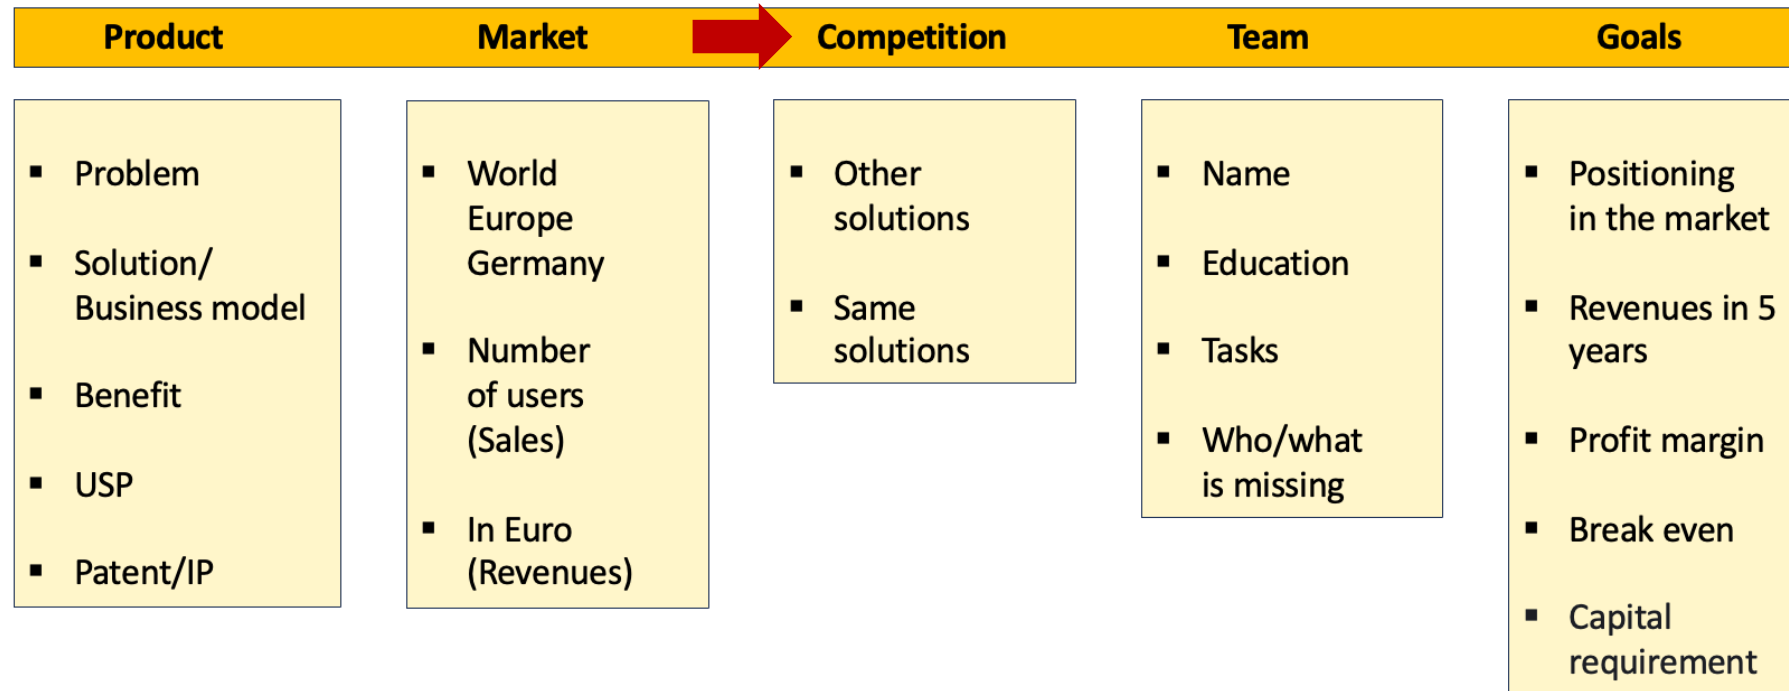 Product
Market
Competition
Team
Goals
Problem
Solution/
Business model
Benefit
USP
Patent/IP
World
Europe
Germany
Number
of users
(Sales)
In Euro
(Revenues)
Other
solutions
Same
solutions
Name
Education
Tasks
Who/what
is missing
Positioning
in the market
Revenues in 5
years
Profit margin
Break even
Capital
requirement